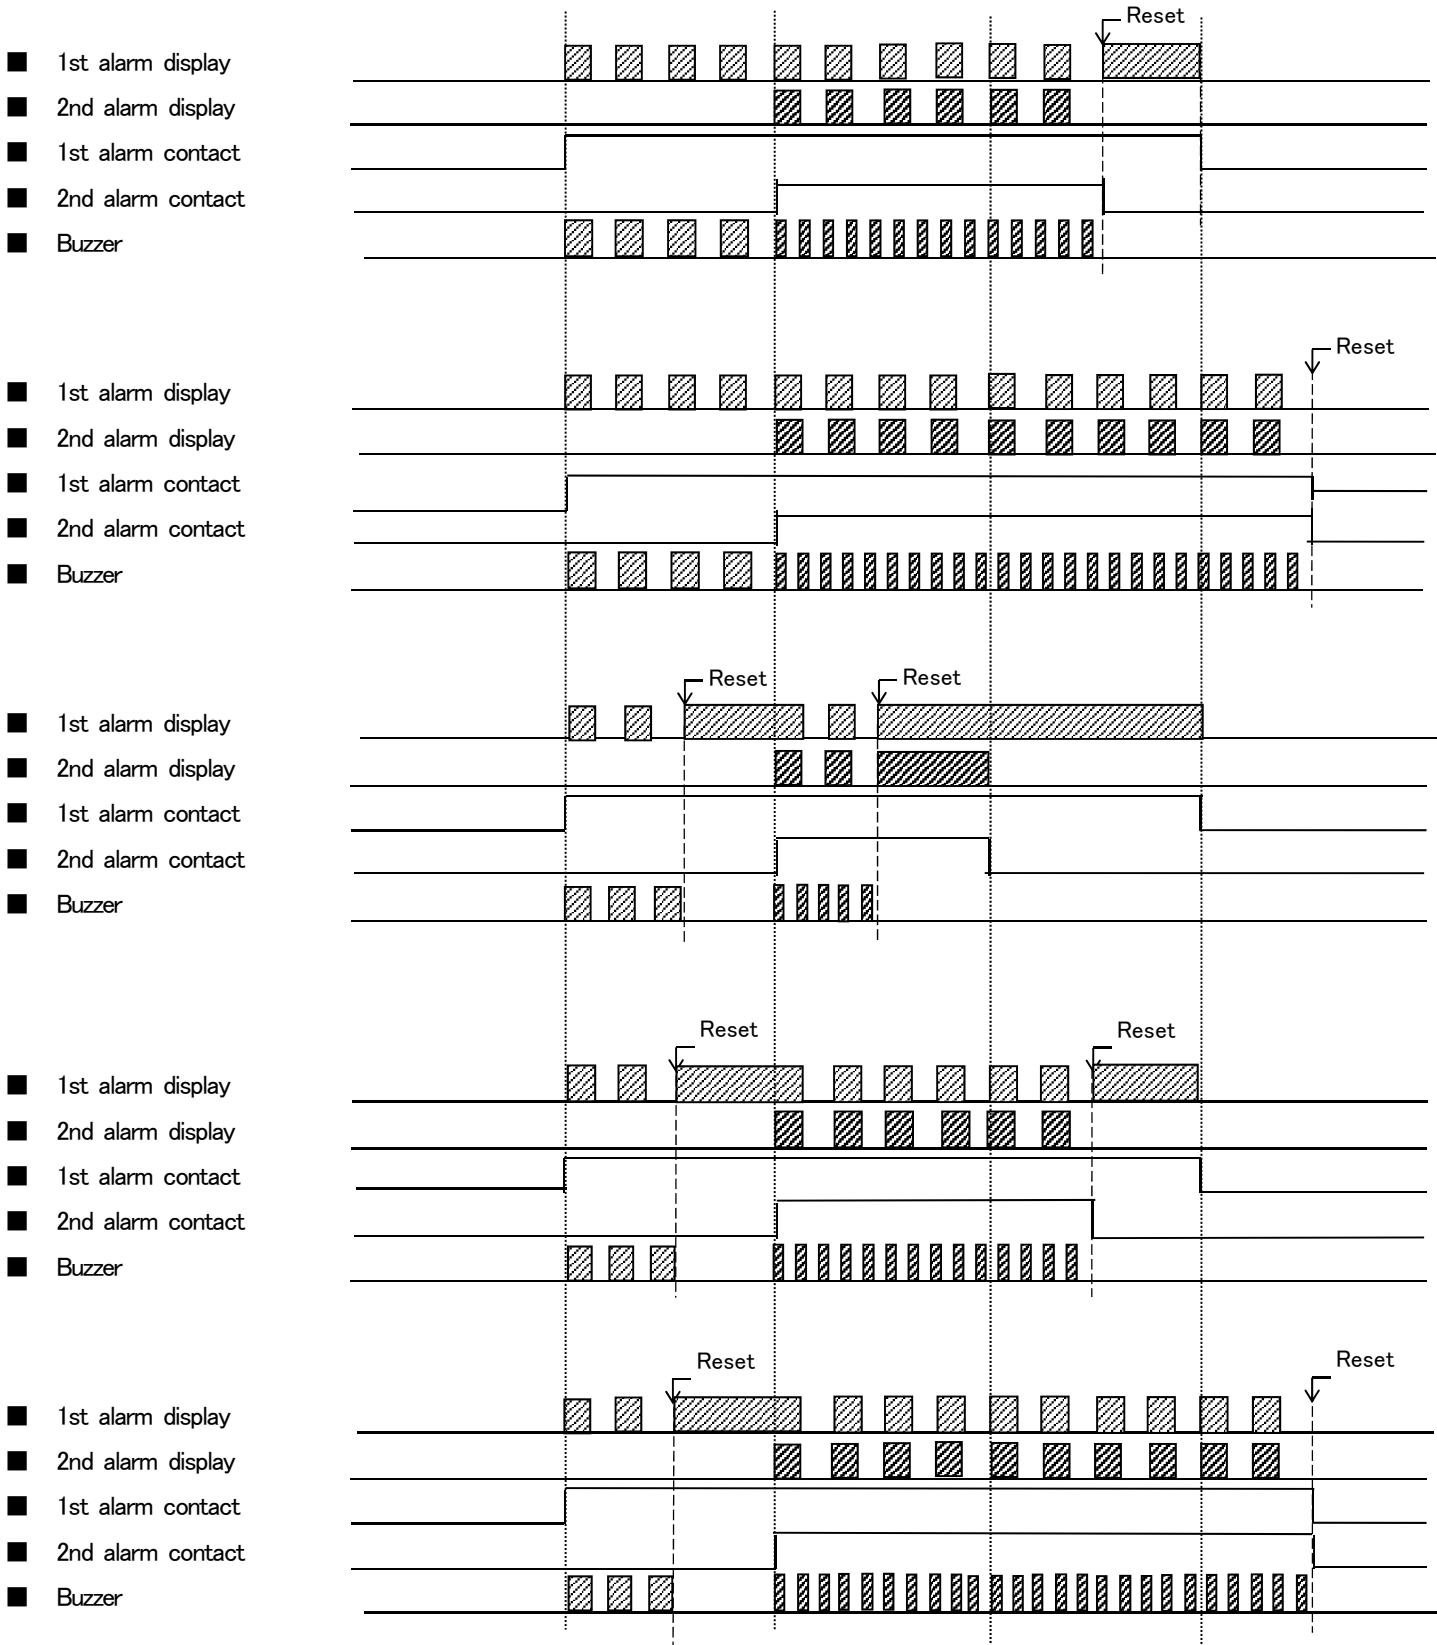 Reset
■ 1st alarm display
■ 2nd alarm display
■ 1st alarm contact
■ 2nd alarm contact
■ Buzzer
Reset
■ 1st alarm display
■ 2nd alarm display
■ 1st alarm contact
■ 2nd alarm contact
■ Buzzer
Reset Reset
■ 1st alarm display
■ 2nd alarm display
■ 1st alarm contact
■ 2nd alarm contact
■ Buzzer
Reset Reset
■ 1st alarm display
■ 2nd alarm display
■ 1st alarm contact
■ 2nd alarm contact
■ Buzzer
Reset Reset
■ 1st alarm display
■ 2nd alarm display
■ 1st alarm contact
■ 2nd alarm contact
■ Buzzer